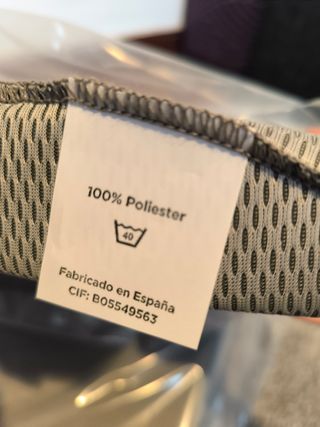 100% Poliester
40
Fabricado en España
CIF: B05549563